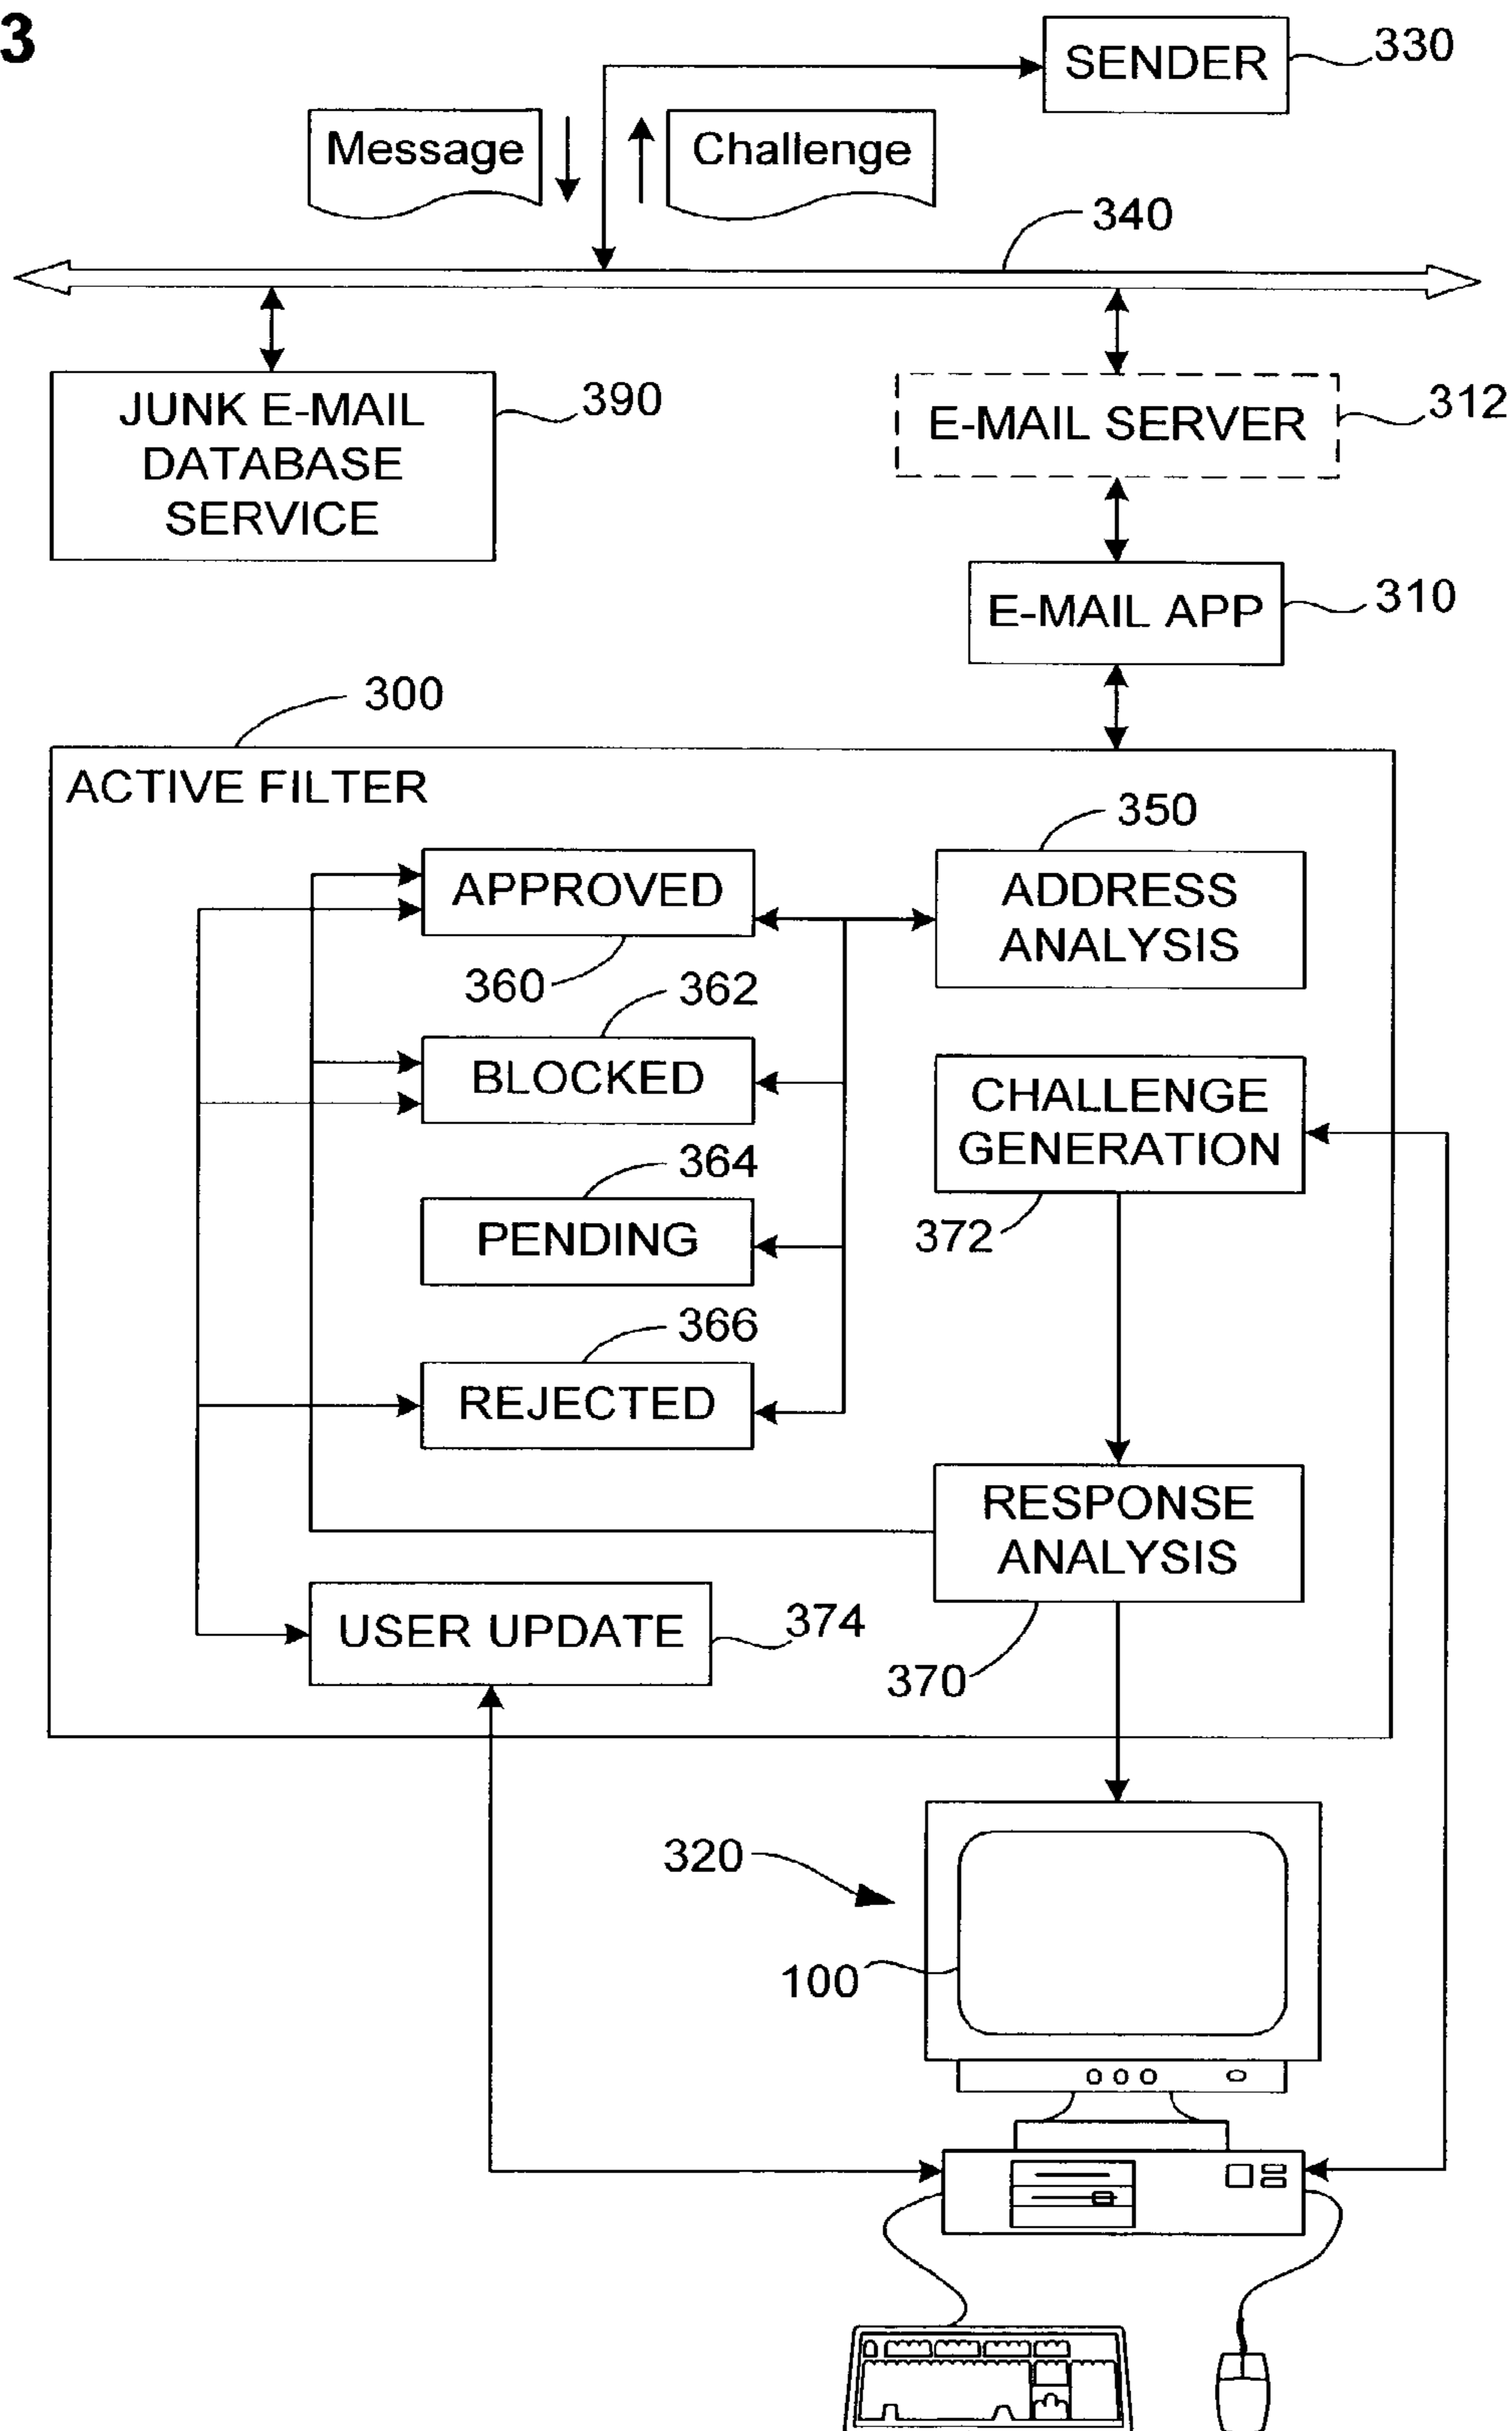 3
SENDER
330
Message
Challenge
340
JUNK E-MAIL
DATABASE
SERVICE
390
E-MAIL SERVER
312
E-MAIL APP
310
300
ACTIVE FILTER
350
APPROVED
ADDRESS
ANALYSIS
360
362
BLOCKED
CHALLENGE
GENERATION
364
372
PENDING
366
REJECTED
RESPONSE
ANALYSIS
USER UPDATE
374
370
320
100